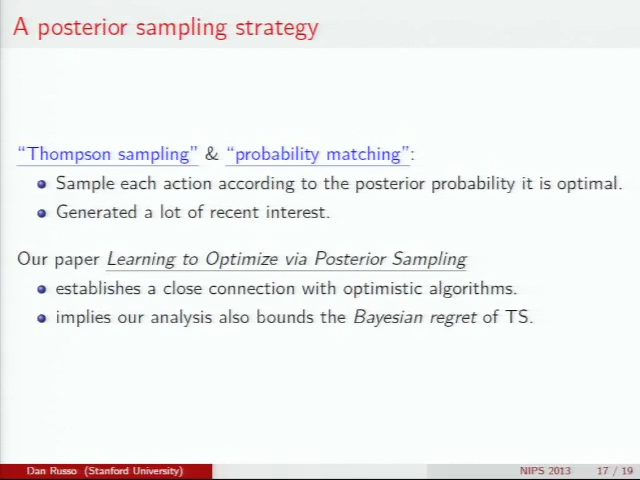 A posterior sampling strategy
“Thompson sampling” & “probability matching”:
Sample each action according to the posterior probability it is optimal.
Generated a lot of recent interest.
Our paper Learning to Optimize via Posterior Sampling
establishes a close connection with optimistic algorithms.
implies our analysis also bounds the Bayesian regret of TS.
Dan Russo (Stanford University) NIPS 2013 17 / 19